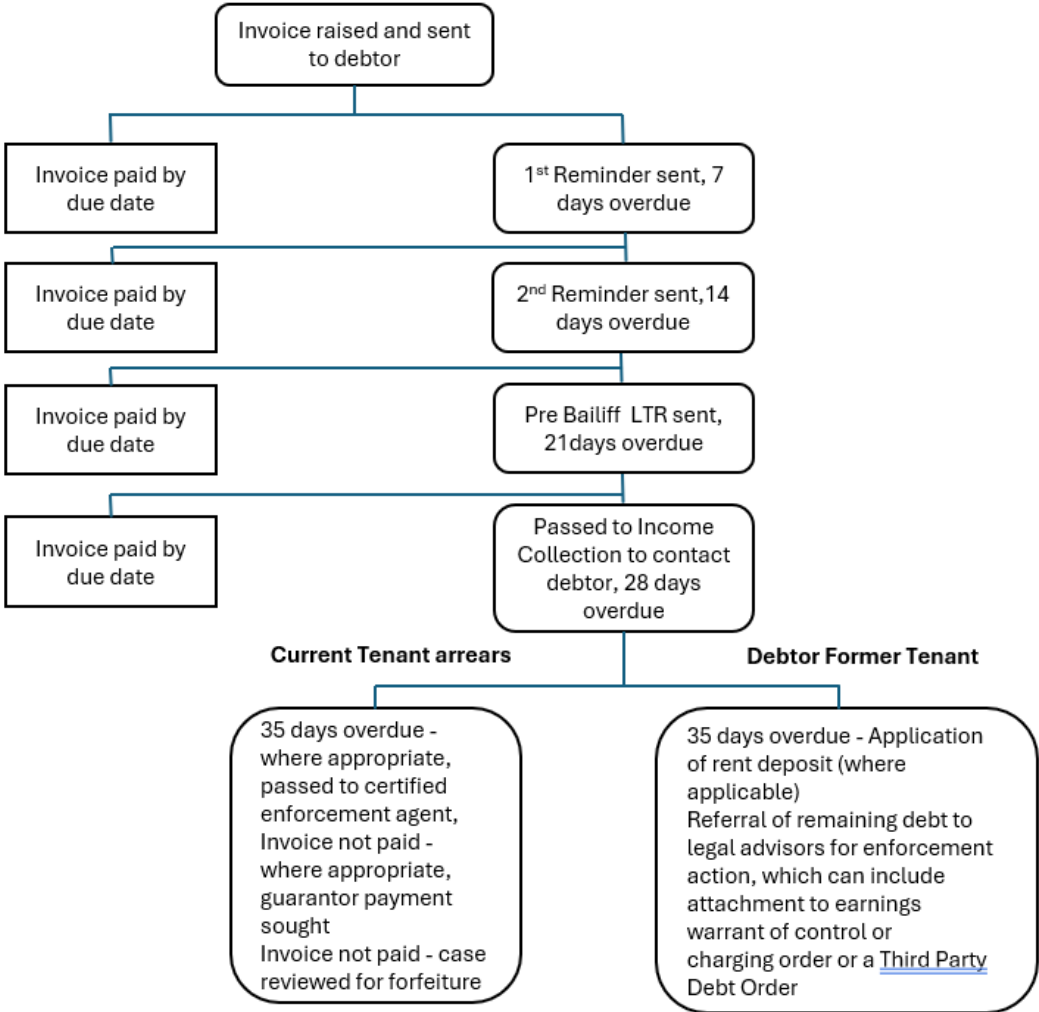 Invoice raised and sent
to debtor
Invoice paid by
due date
1st Reminder sent, 7
days overdue
Invoice paid by
due date
2nd Reminder sent,14
days overdue
Invoice paid by
due date
Pre Bailiff  LTR sent,
21days overdue
Invoice paid by
due date
Passed to Income
Collection to contact
debtor, 28 days
overdue
Current Tenant arrears
Debtor Former Tenant
35 days overdue -
where appropriate,
passed to certified
enforcement agent,
Invoice not paid -
where appropriate,
guarantor payment
sought
Invoice not paid - case
reviewed for forfeiture
35 days overdue - Application
of rent deposit (where
applicable)
Referral of remaining debt to
legal advisors for enforcement
action, which can include
attachment to earnings
warrant of control or
charging order or a Third Party
Debt Order